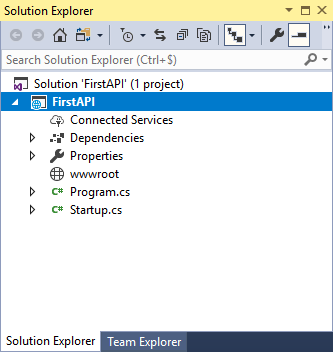 Solution Explorer
Search Solution Explorer (Ctrl+$)
Solution 'FirstAPI' (1 project)
FirstAPI
Connected Services
Dependencies
Properties
wwwroot
C# Program.cs
C# Startup.cs
Solution Explorer Team Explorer